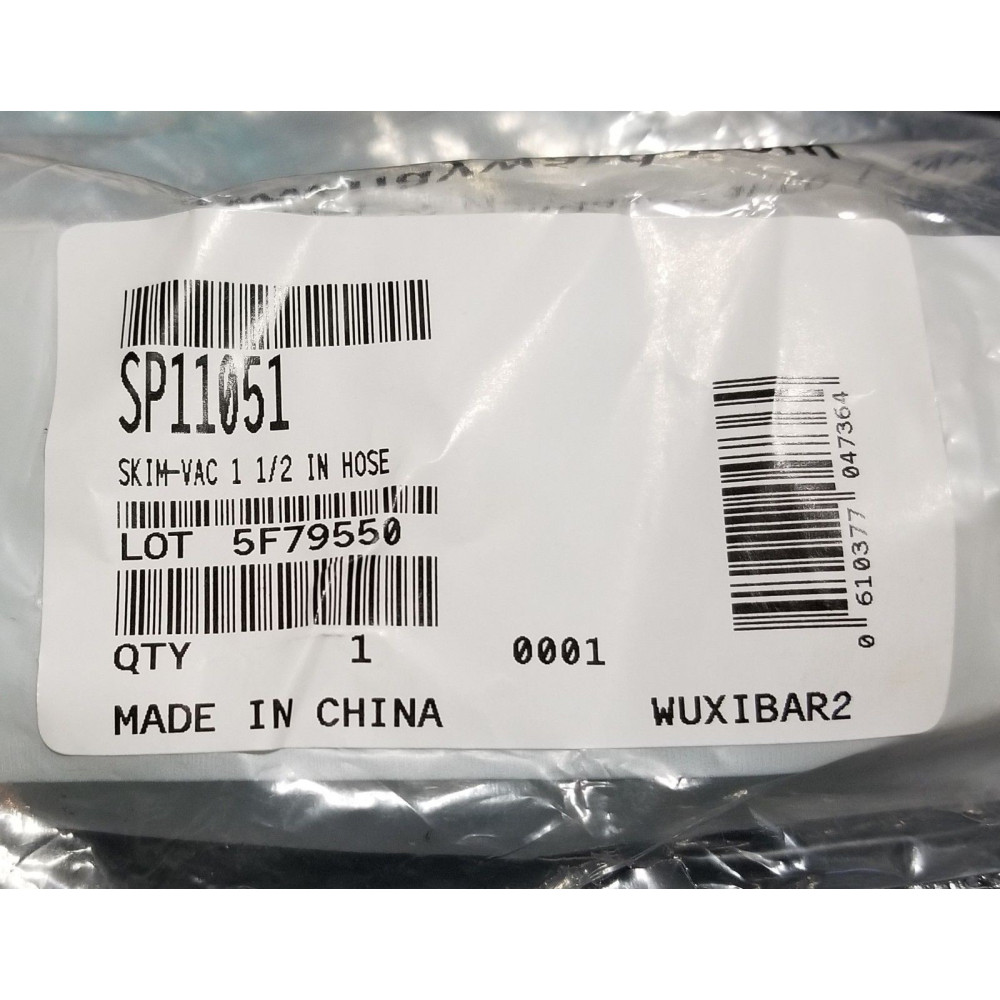 SP11051
SKIM-VAC 1 1/2 IN HOSE
LOT 5F79550
QTY 1 0001
MADE IN CHINA WUXIBAR2
0 610377 047364